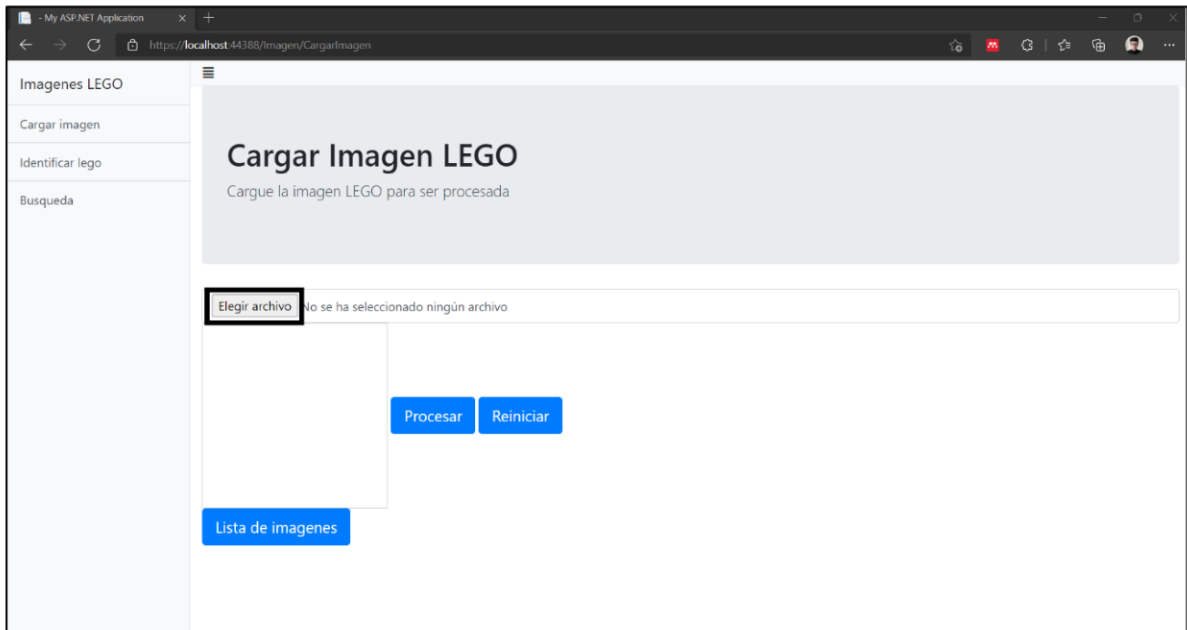 - My ASP.NET Application
https://localhost:44388/Imagen/CargarImagen
Imagenes LEGO
Cargar imagen
Identificar lego
Busqueda
Cargar Imagen LEGO
Cargue la imagen LEGO para ser procesada
Elegir archivo No se ha seleccionado ningún archivo
Procesar Reiniciar
Lista de imagenes